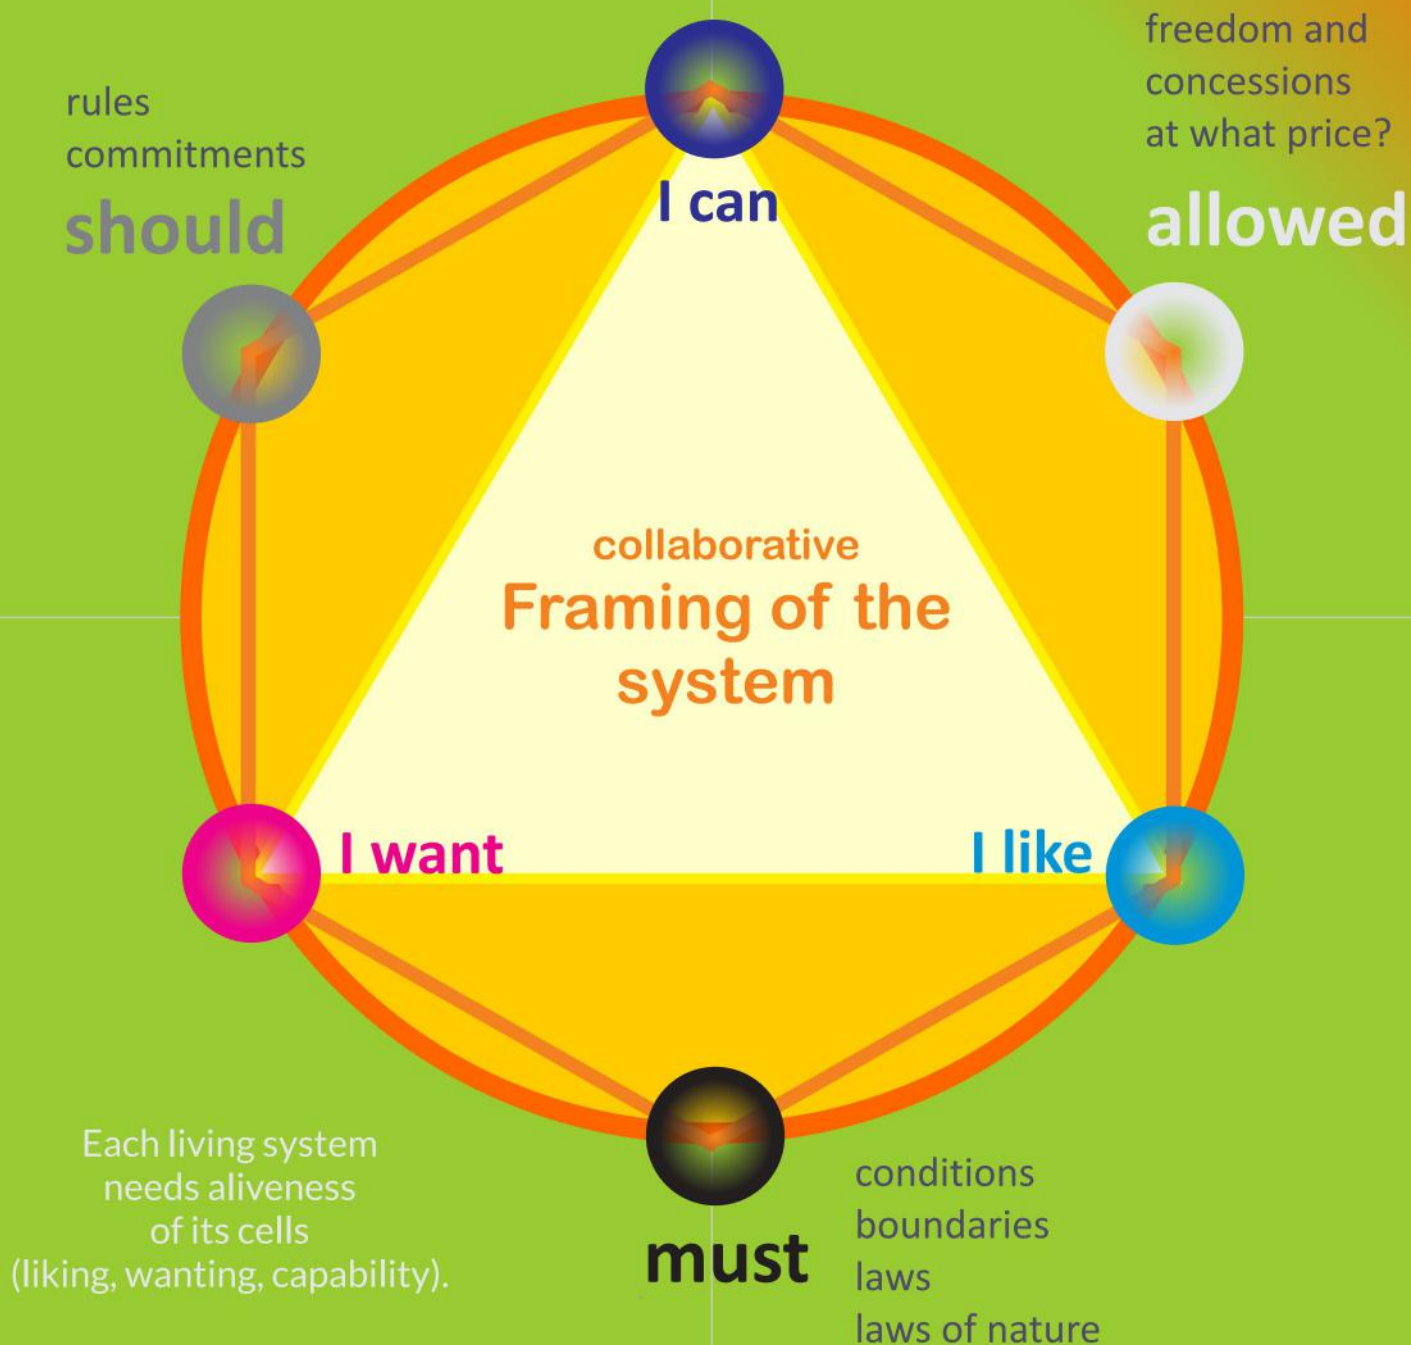 freedom and
concessions
at what price?
allowed
rules
commitments
should
I can
collaborative
Framing of the
system
I want
I like
Each living system
needs aliveness
of its cells
(liking, wanting, capability).
must
conditions
boundaries
laws
laws of nature